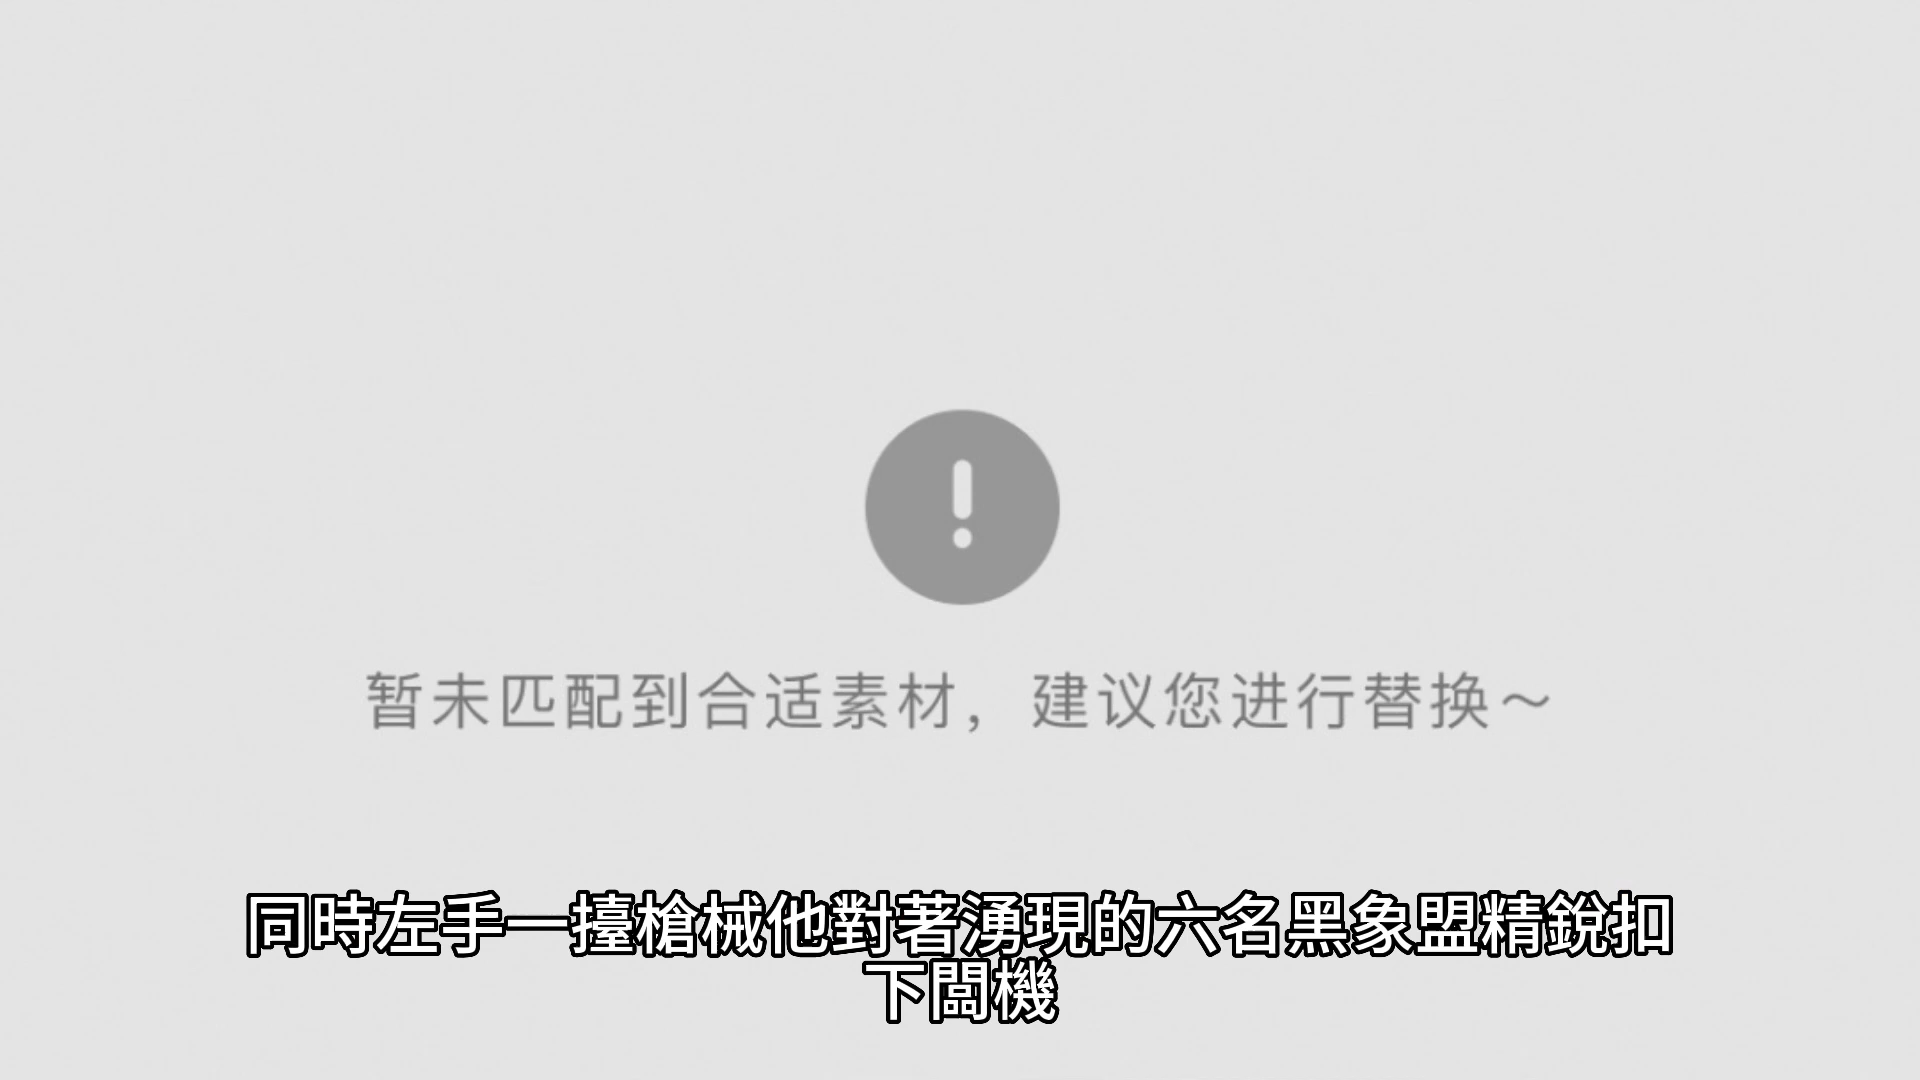 暂未匹配到合适素材，建议您进行替换～
同時左手一擡槍械他對著湧現的六名黑象盟精銳扣
下闆機